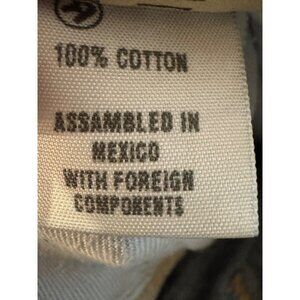 100% COTTON
ASSAMBLED IN
MEXICO
WITH FOREIGN
COMPONENTS